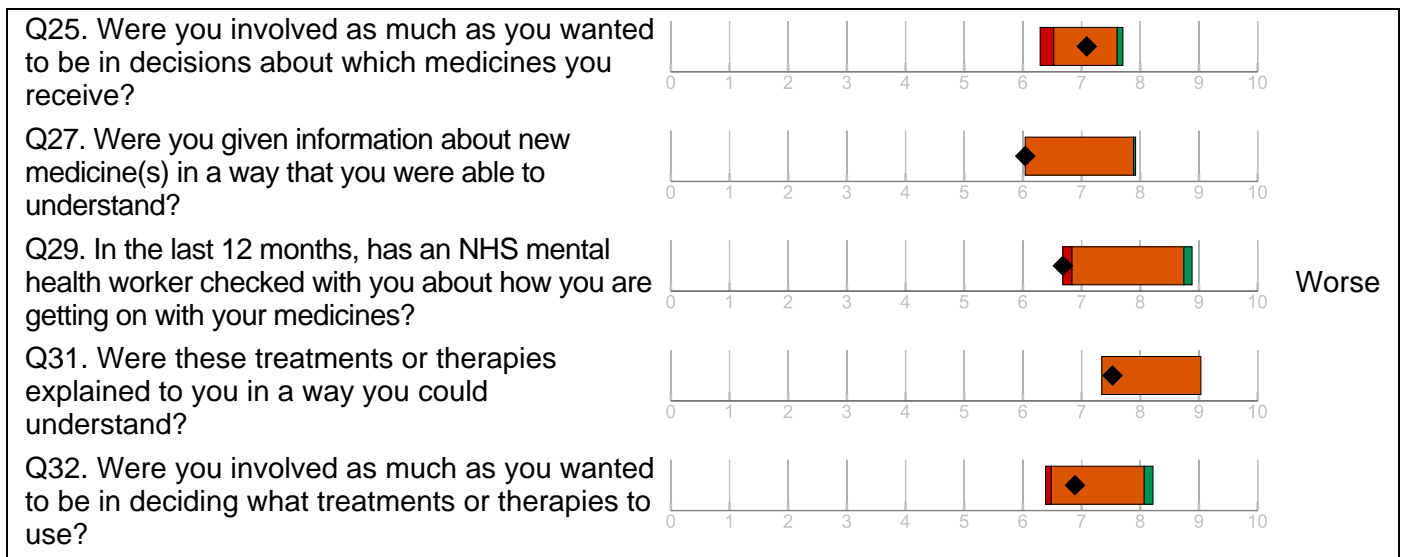 Q25. Were you involved as much as you wanted
to be in decisions about which medicines you
receive?
0 1 2 3 4 5 6 7 8 9 10
Q27. Were you given information about new
medicine(s) in a way that you were able to
understand?
0 1 2 3 4 5 6 7 8 9 10
Q29. In the last 12 months, has an NHS mental
health worker checked with you about how you are
getting on with your medicines?
Worse
0 1 2 3 4 5 6 7 8 9 10
Q31. Were these treatments or therapies
explained to you in a way you could
understand?
0 1 2 3 4 5 6 7 8 9 10
Q32. Were you involved as much as you wanted
to be in deciding what treatments or therapies to
use?
0 1 2 3 4 5 6 7 8 9 10